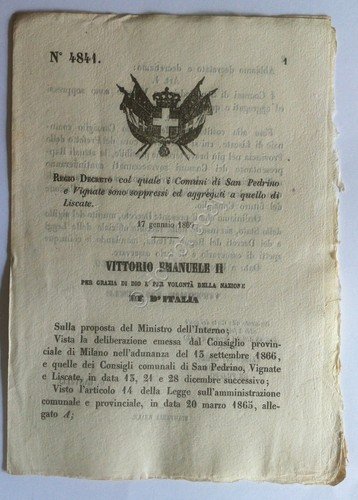 N° 4841.
1
REGIO DECRETO col quale i Comuni di San Pedrino
e Vignate sono soppressi ed aggregati a quello di
Liscate.
17 gennaio 1867
VITTORIO EMANUELE II
PER GRAZIA DI DIO E PER VOLONTÀ DELLA NAZIONE
RE D'ITALIA
Sulla proposta del Ministro dell'Interno;
Vista la deliberazione emessa dal Consiglio provin-
ciale di Milano nell'adunanza del 13 settembre 1866,
e quelle dei Consigli comunali di San Pedrino, Vignate
e Liscate, in data 13, 21 e 28 dicembre successivo;
Visto l'articolo 14 della Legge sull'amministrazione
comunale e provinciale, in data 20 marzo 1865, alle-
gato A;